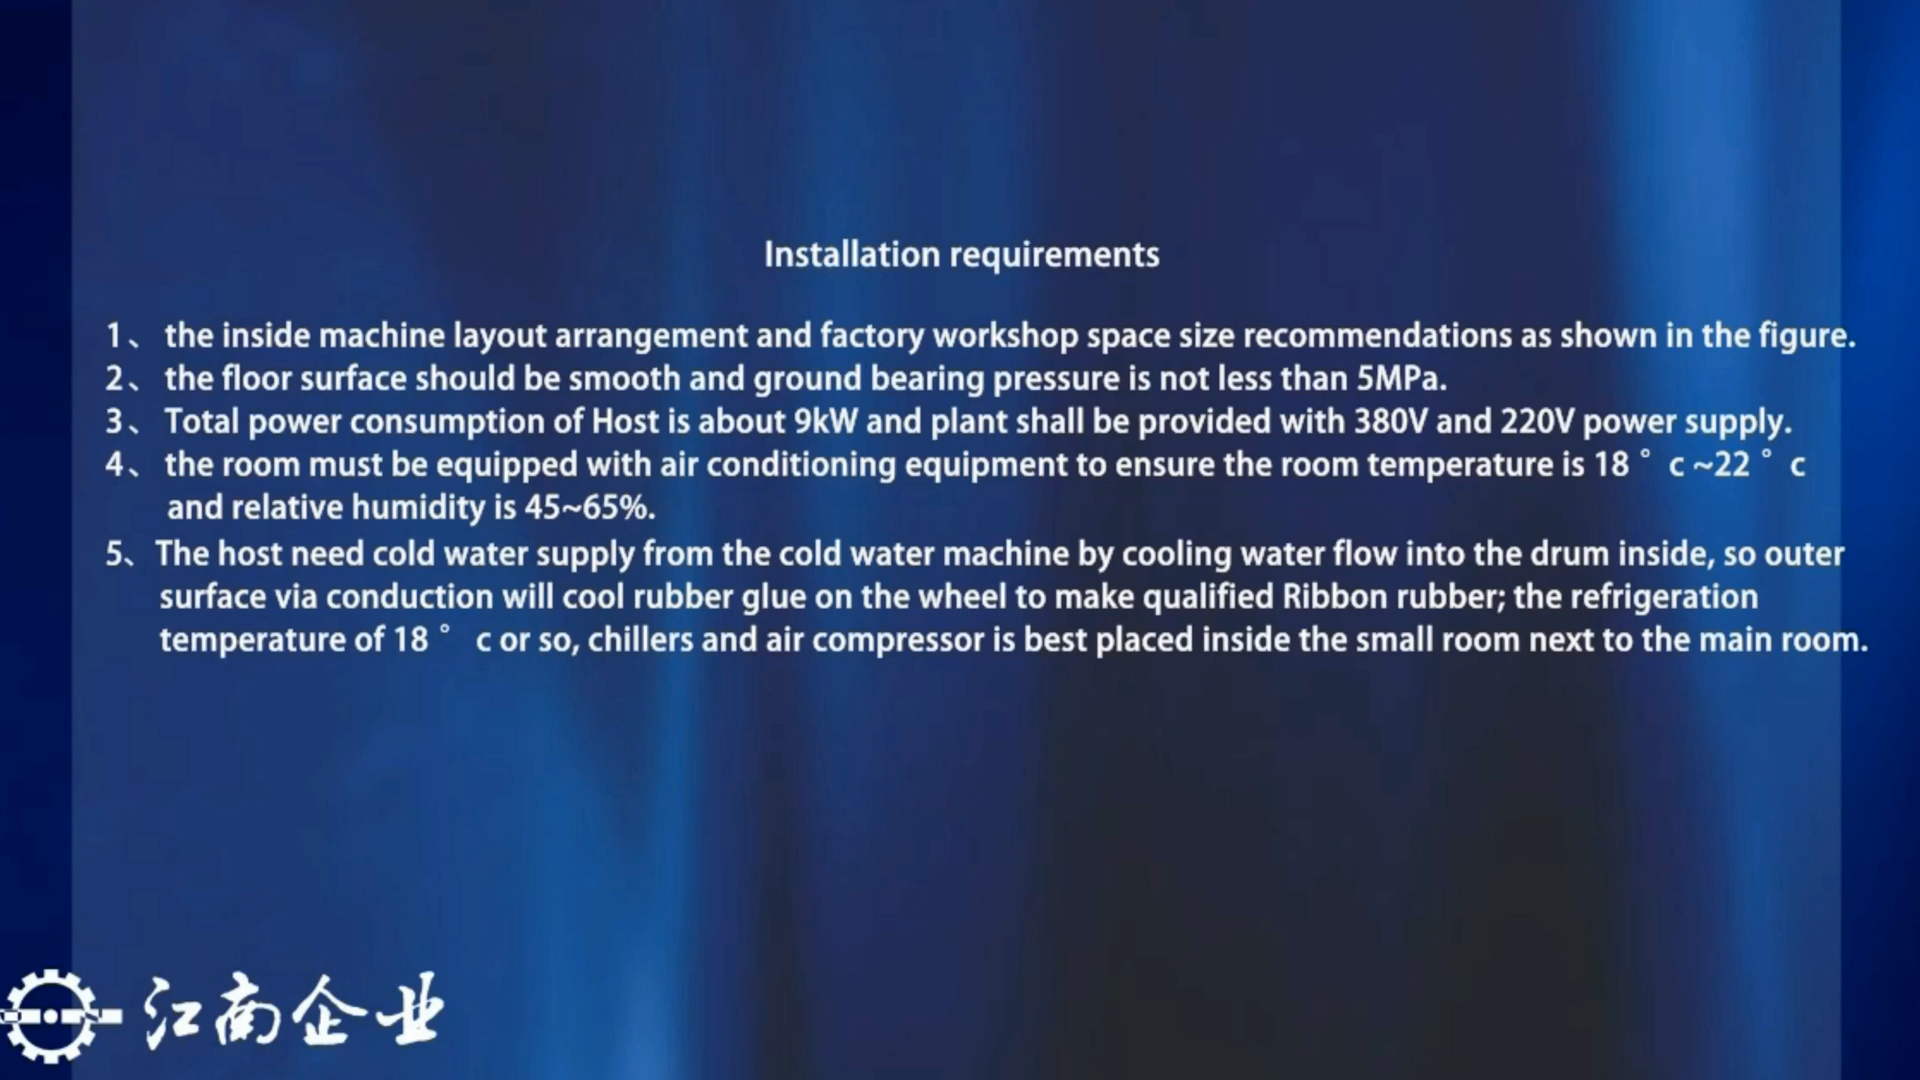 Installation requirements
1、 the inside machine layout arrangement and factory workshop space size recommendations as shown in the figure.
2、 the floor surface should be smooth and ground bearing pressure is not less than 5MPa.
3、 Total power consumption of Host is about 9kW and plant shall be provided with 380V and 220V power supply.
4、 the room must be equipped with air conditioning equipment to ensure the room temperature is 18 ° c ~22 ° c
and relative humidity is 45~65%.
5、 The host need cold water supply from the cold water machine by cooling water flow into the drum inside, so outer
surface via conduction will cool rubber glue on the wheel to make qualified Ribbon rubber; the refrigeration
temperature of 18 ° c or so, chillers and air compressor is best placed inside the small room next to the main room.
江南企业